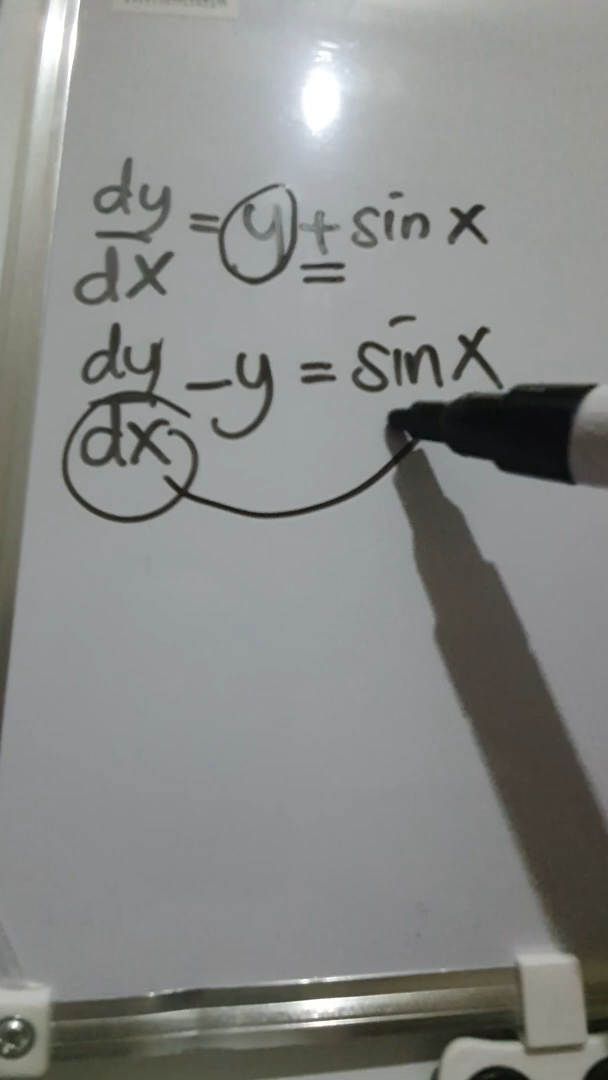 dy/dx = y + sin x
dy/dx - y = sin x